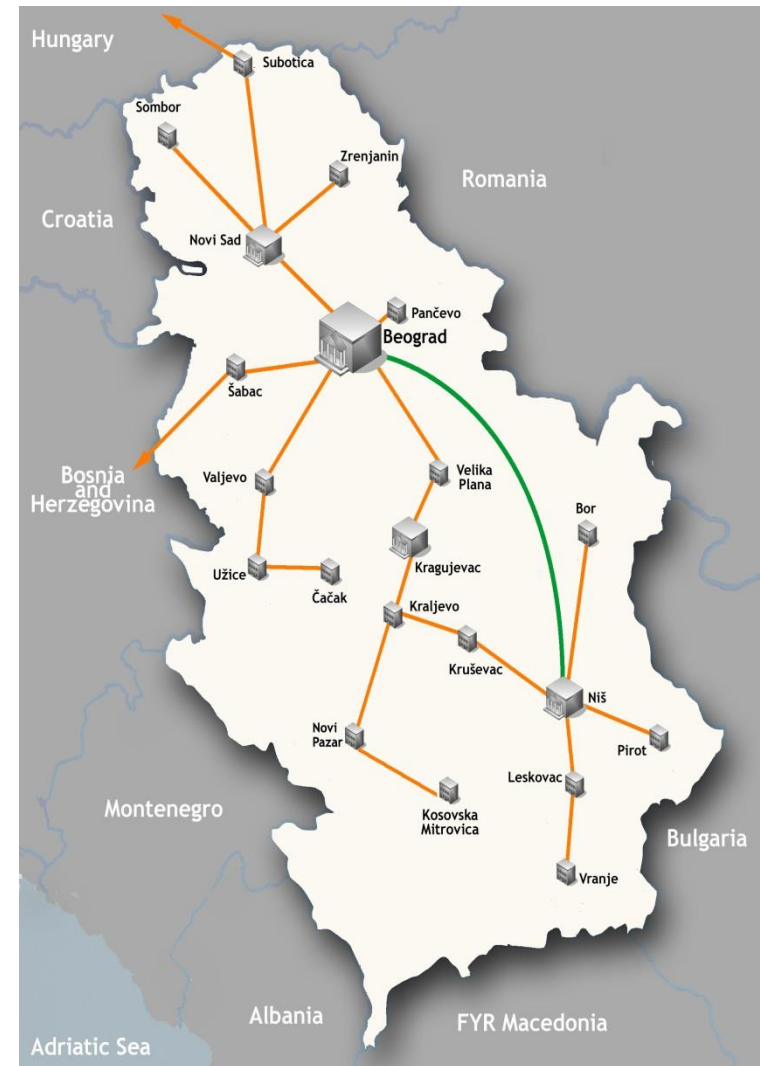 Hungary
Subotica
Sombor
Zrenjanin
Romania
Croatia
Novi Sad
Pančevo
Beograd
Šabac
Bosnia
and
Herzegovina
Valjevo
Velika
Plana
Bor
Kragujevac
Užice
Čačak
Kraljevo
Kruševac
Niš
Novi
Pazar
Pirot
Leskovac
Kosovska
Mitrovica
Montenegro
Bulgaria
Vranje
Albania
FYR Macedonia
Adriatic Sea